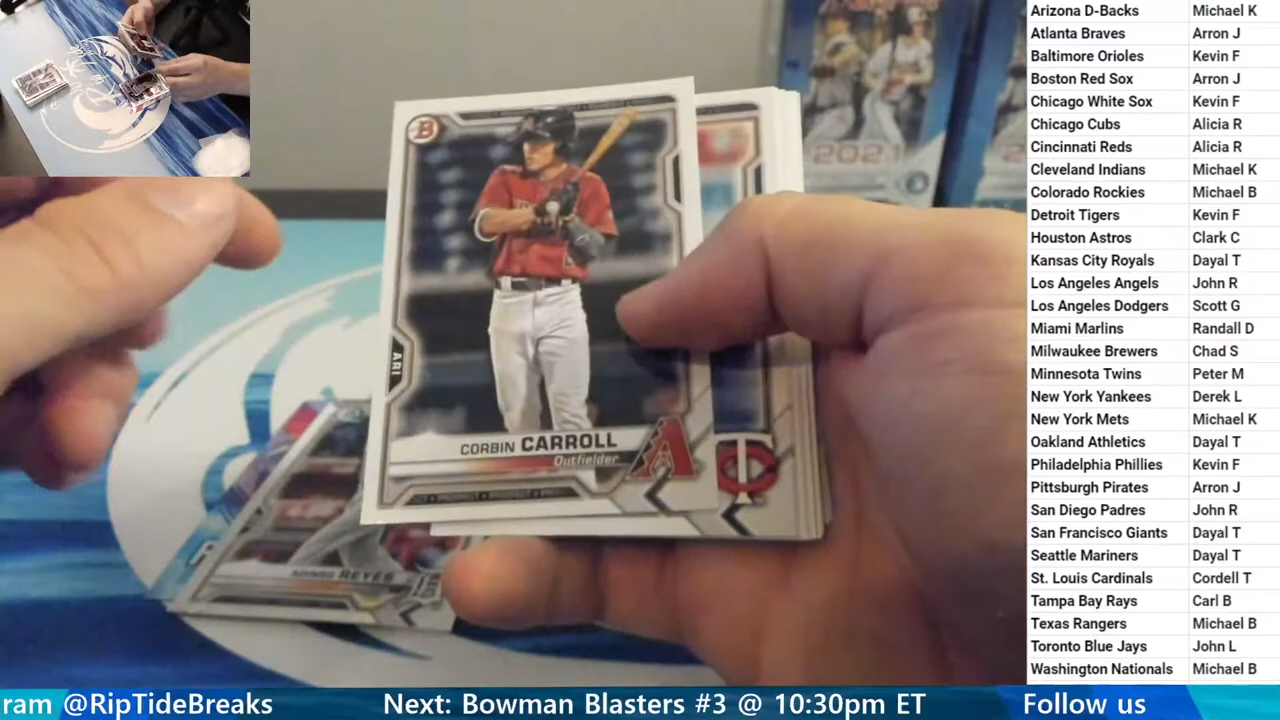 2021
B
ARI
CORBIN CARROLL
Outfielder
A
T
REYES
Arizona D-Backs Michael K
Atlanta Braves Arron J
Baltimore Orioles Kevin F
Boston Red Sox Arron J
Chicago White Sox Kevin F
Chicago Cubs Alicia R
Cincinnati Reds Alicia R
Cleveland Indians Michael K
Colorado Rockies Michael B
Detroit Tigers Kevin F
Houston Astros Clark C
Kansas City Royals Dayal T
Los Angeles Angels John R
Los Angeles Dodgers Scott G
Miami Marlins Randall D
Milwaukee Brewers Chad S
Minnesota Twins Peter M
New York Yankees Derek L
New York Mets Michael K
Oakland Athletics Dayal T
Philadelphia Phillies Kevin F
Pittsburgh Pirates Arron J
San Diego Padres John R
San Francisco Giants Dayal T
Seattle Mariners Dayal T
St. Louis Cardinals Cordell T
Tampa Bay Rays Carl B
Texas Rangers Michael B
Toronto Blue Jays John L
Washington Nationals Michael B
ram @RipTideBreaks Next: Bowman Blasters #3 @ 10:30pm ET Follow us